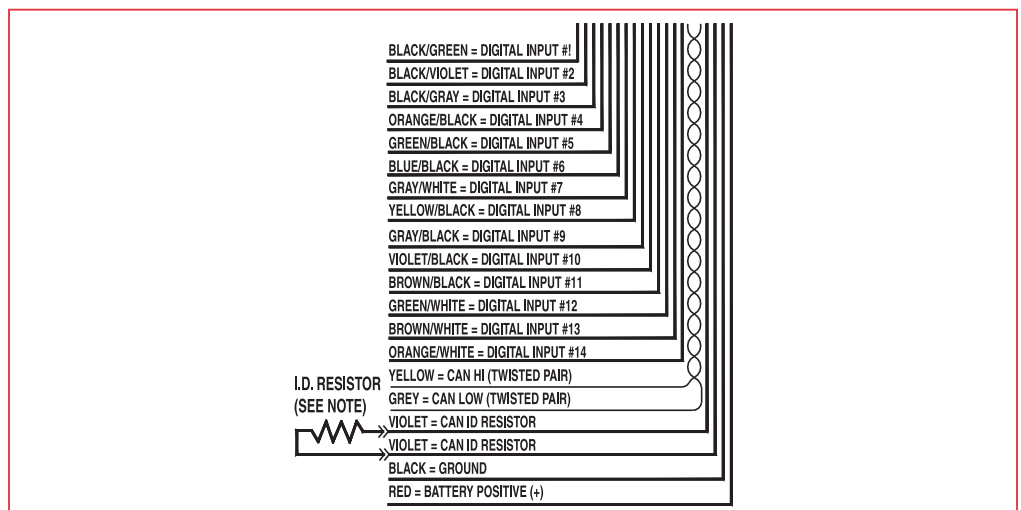 BLACK/GREEN = DIGITAL INPUT #!
BLACK/VIOLET = DIGITAL INPUT #2
BLACK/GRAY = DIGITAL INPUT #3
ORANGE/BLACK = DIGITAL INPUT #4
GREEN/BLACK = DIGITAL INPUT #5
BLUE/BLACK = DIGITAL INPUT #6
GRAY/WHITE = DIGITAL INPUT #7
YELLOW/BLACK = DIGITAL INPUT #8
GRAY/BLACK = DIGITAL INPUT #9
VIOLET/BLACK = DIGITAL INPUT #10
BROWN/BLACK = DIGITAL INPUT #11
GREEN/WHITE = DIGITAL INPUT #12
BROWN/WHITE = DIGITAL INPUT #13
ORANGE/WHITE = DIGITAL INPUT #14
YELLOW = CAN HI (TWISTED PAIR)
I.D. RESISTOR
(SEE NOTE)
GREY = CAN LOW (TWISTED PAIR)
VIOLET = CAN ID RESISTOR
VIOLET = CAN ID RESISTOR
BLACK = GROUND
RED = BATTERY POSITIVE (+)